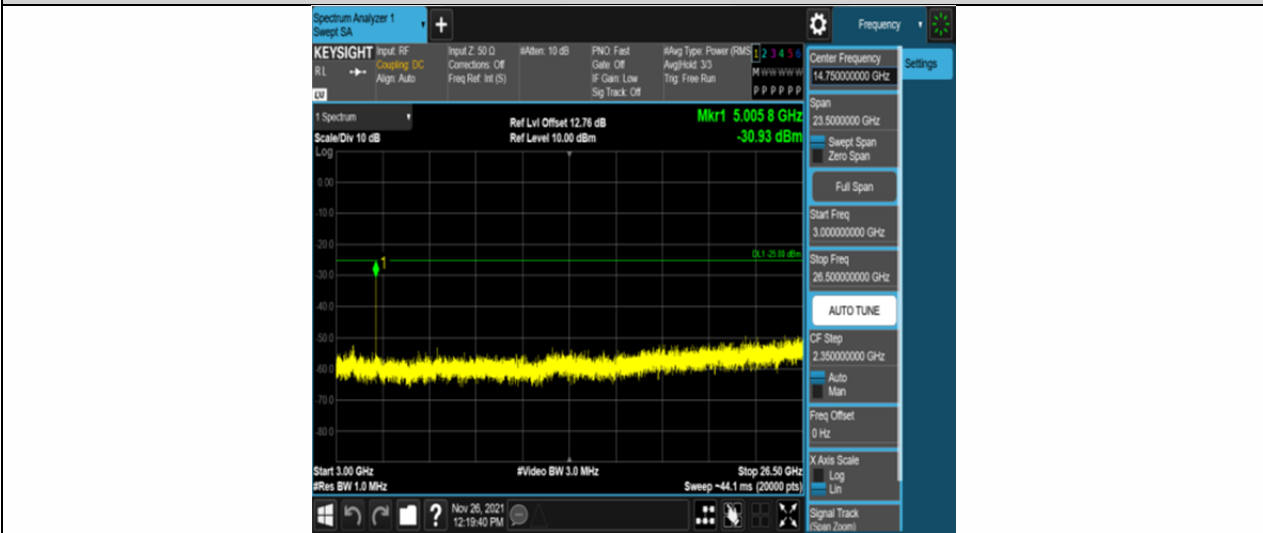 Spectrum Analyzer 1
Swept SA
+
Frequency
KEYSIGHT
RL
Input: RF
Coupling: DC
Align: Auto
Input Z: 50 Ω
Corrections: Off
Freq Ref: Int (S)
#Atten: 10 dB
PNO: Fast
Gate: Off
IF Gain: Low
Sig Track: Off
#Avg Type: Power (RMS
Avg|Hold: 3/3
Trig: Free Run
1 2 3 4 5 6
M W W W W W
P P P P P P
Center Frequency
14.750000000 GHz
Settings
Span
23.5000000 GHz
Swept Span
Zero Span
Full Span
Start Freq
3.000000000 GHz
Stop Freq
26.500000000 GHz
AUTO TUNE
CF Step
2.350000000 GHz
Auto
Man
Freq Offset
0 Hz
X Axis Scale
Log
Lin
Signal Track
(Span Zoom)
1 Spectrum
Scale/Div 10 dB
Log
Ref Lvl Offset 12.76 dB
Ref Level 10.00 dBm
Mkr1 5.005 8 GHz
-30.93 dBm
0.00
-10.0
-20.0
DL1 -25.00 dBm
1
-30.0
-40.0
-50.0
-60.0
-70.0
-80.0
Start 3.00 GHz
#Res BW 1.0 MHz
#Video BW 3.0 MHz
Stop 26.50 GHz
Sweep ~44.1 ms (20000 pts)
?
Nov 26, 2021
12:19:40 PM